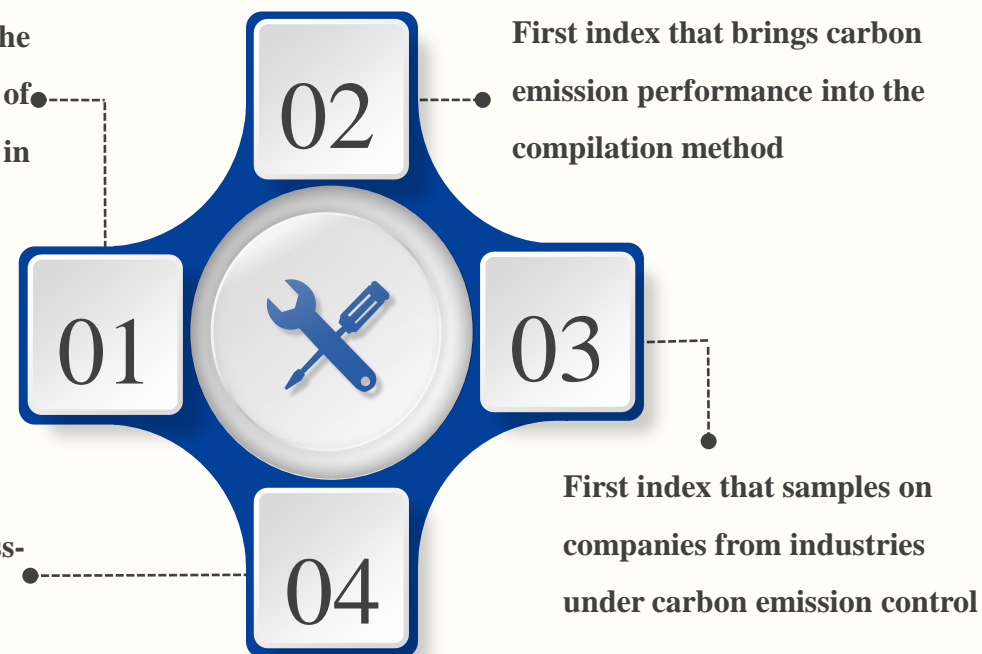 he
of
in
02
First index that brings carbon
emission performance into the
compilation method
01
03
First index that samples on
companies from industries
under carbon emission control
ss-
04